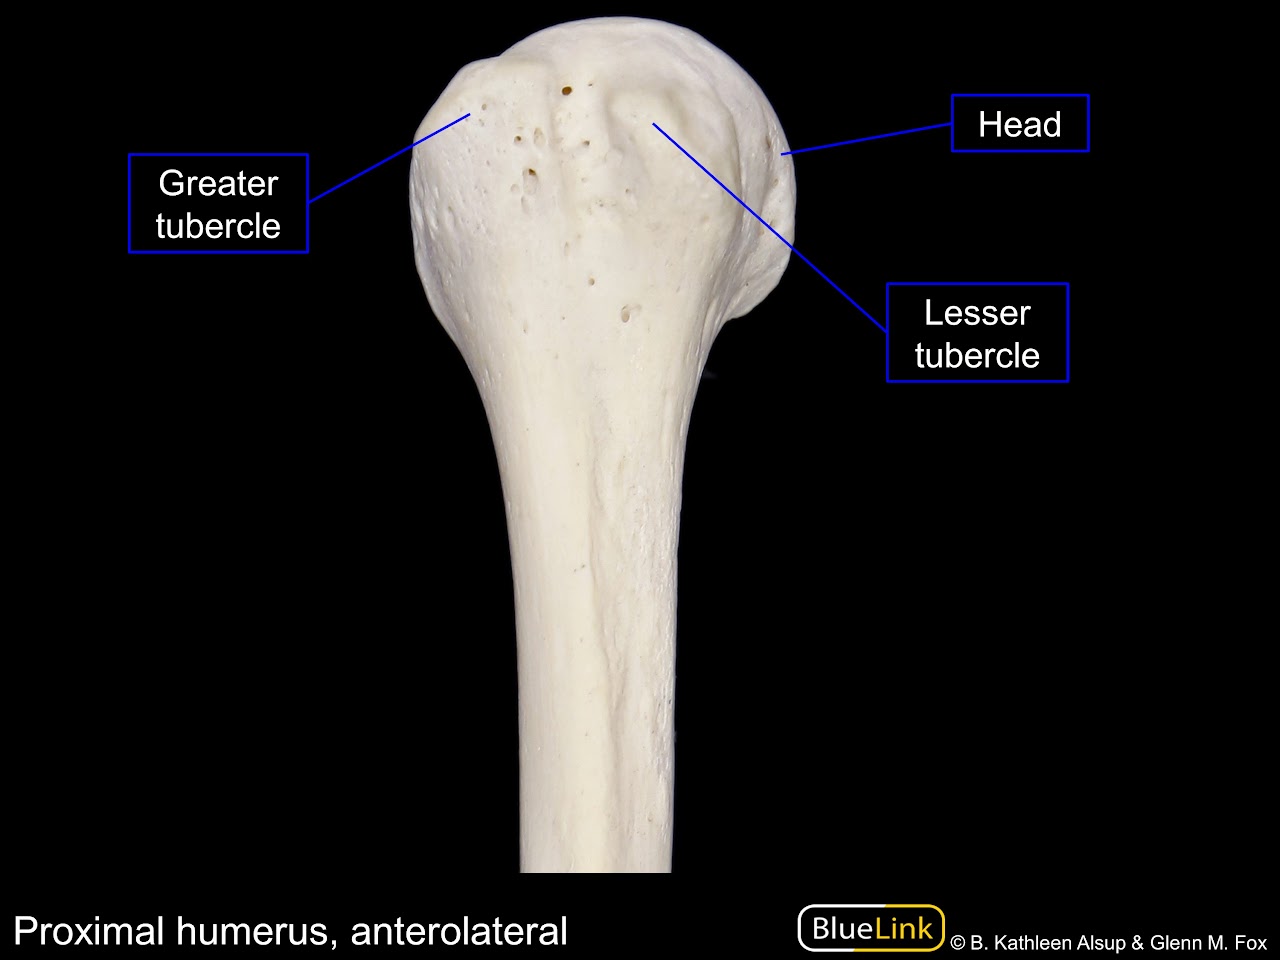 Head
Greater
tubercle
Lesser
tubercle
Proximal humerus, anterolateral
BlueLink
© B. Kathleen Alsup & Glenn M. Fox